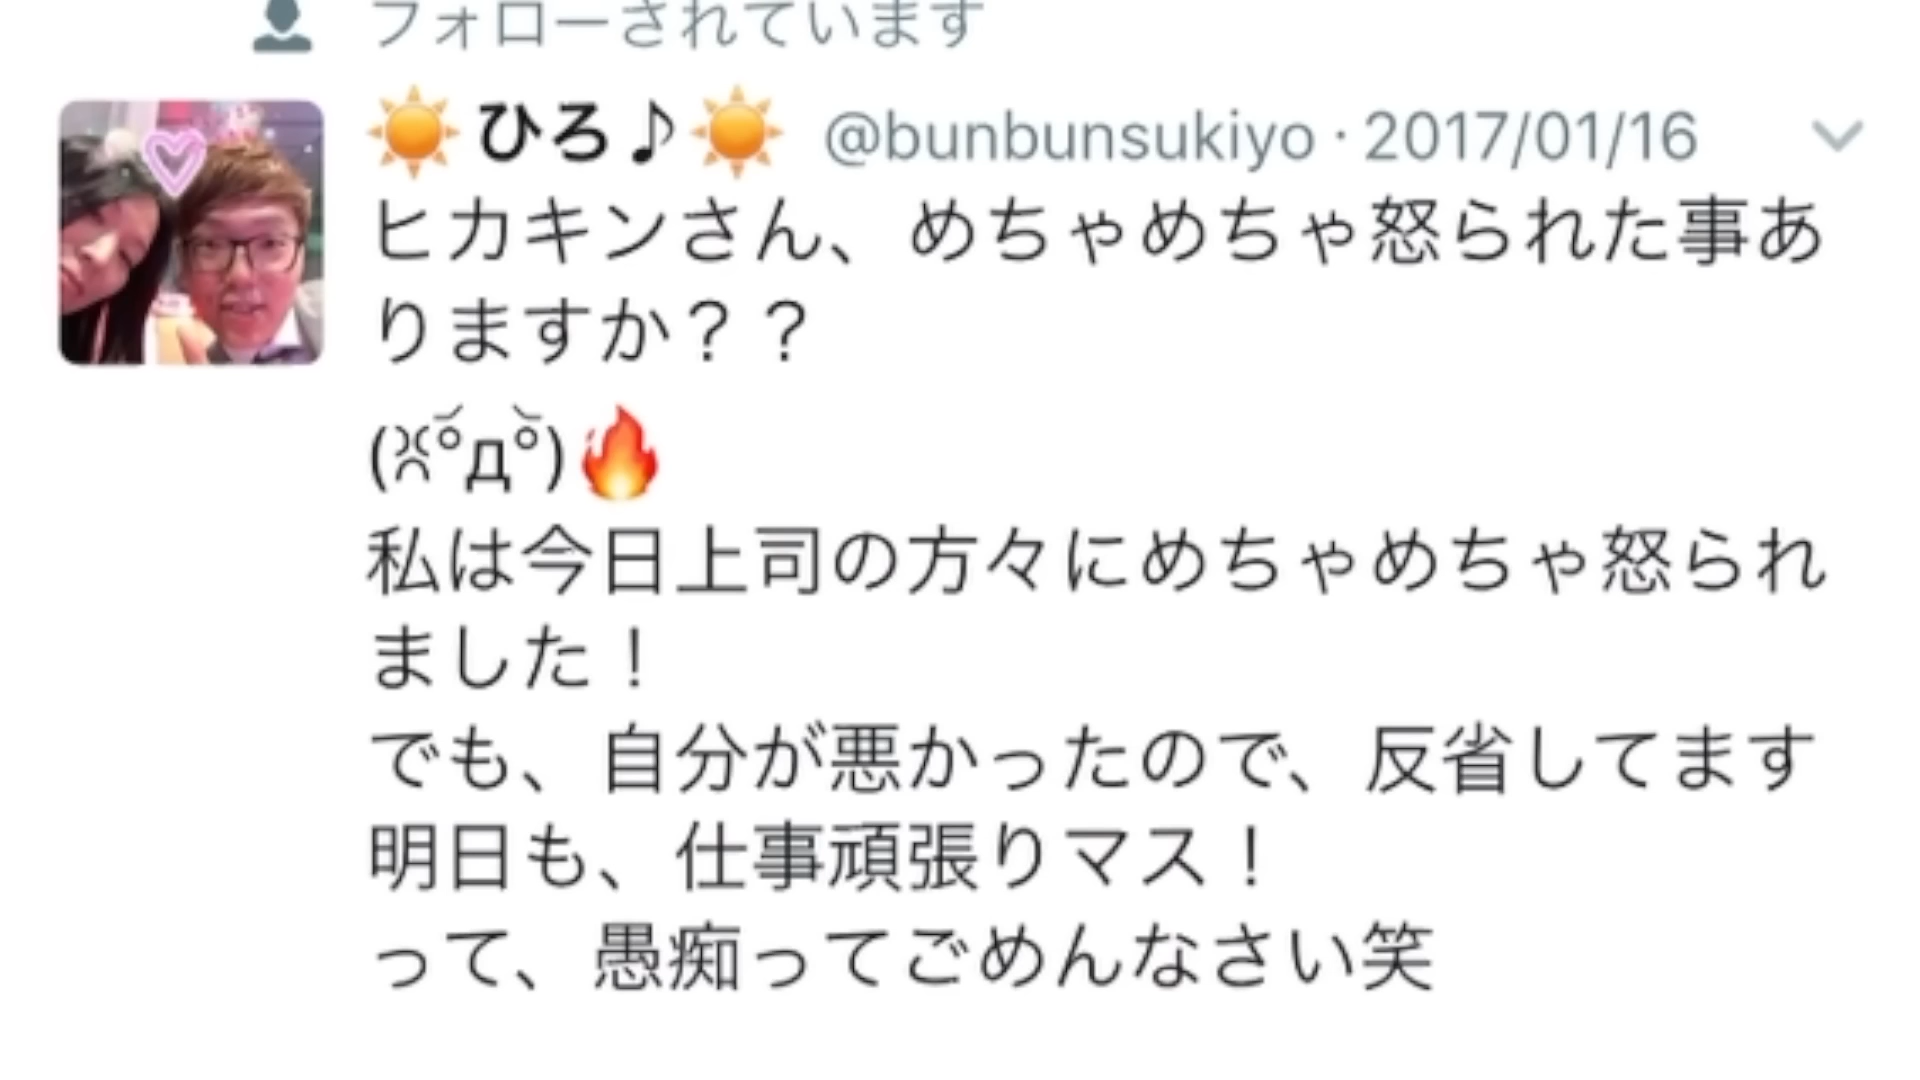 フォローされています
☀️ひろ♪☀️ @bunbunsukiyo · 2017/01/16
ヒカキンさん、めちゃめちゃ怒られた事あ
りますか？？
(ꐦ°᷄д°᷅)🔥
私は今日上司の方々にめちゃめちゃ怒られ
ました！
でも、自分が悪かったので、反省してます
明日も、仕事頑張りマス！
って、愚痴ってごめんなさい笑